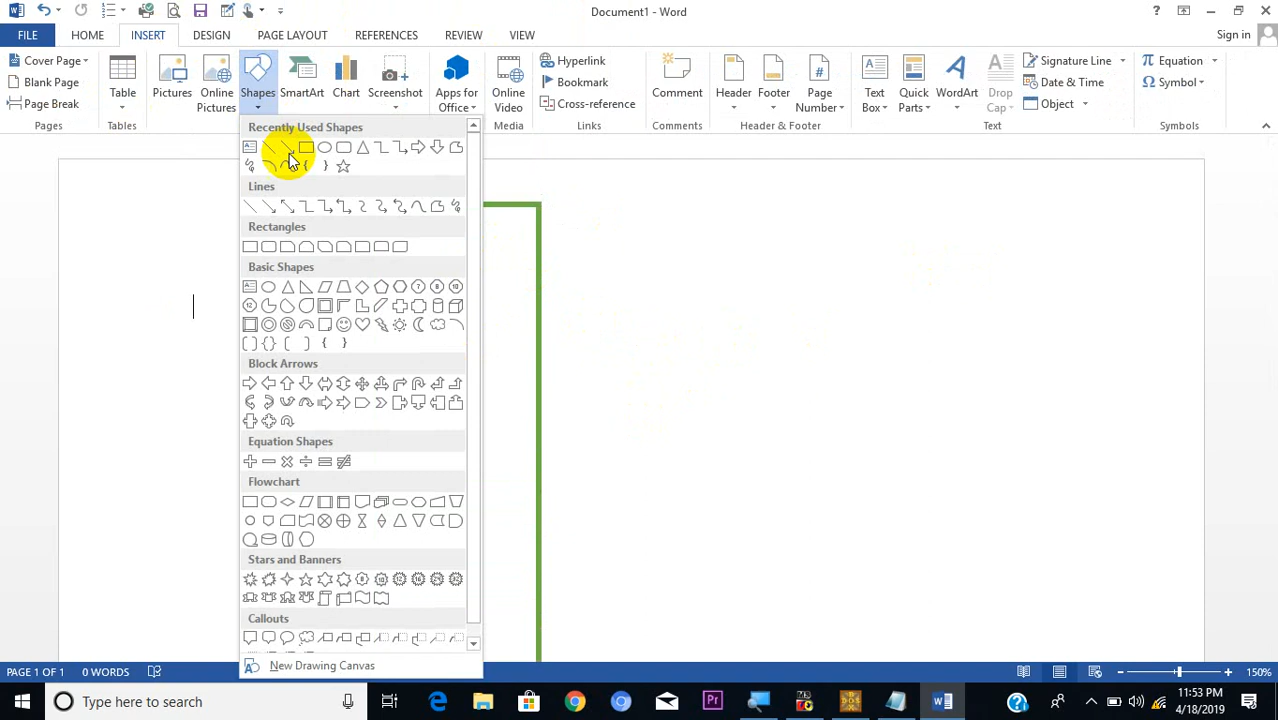 Document1 - Word
?
FILE HOME INSERT DESIGN PAGE LAYOUT REFERENCES REVIEW VIEW
Sign in
Cover Page
Blank Page
Page Break
Pages
Table
Tables
Pictures
Online Pictures
Shapes
SmartArt
Chart
Screenshot
Apps for Office
Online Video
Media
Hyperlink
Bookmark
Cross-reference
Links
Comment
Comments
Header
Footer
Page Number
Header & Footer
Text Box
Quick Parts
WordArt
Drop Cap
Signature Line
Date & Time
Object
Text
Equation
Symbol
Symbols
Recently Used Shapes
Lines
Rectangles
Basic Shapes
Block Arrows
Equation Shapes
Flowchart
Stars and Banners
Callouts
New Drawing Canvas
PAGE 1 OF 1 0 WORDS
150%
Type here to search
Pr
11:53 PM
4/18/2019